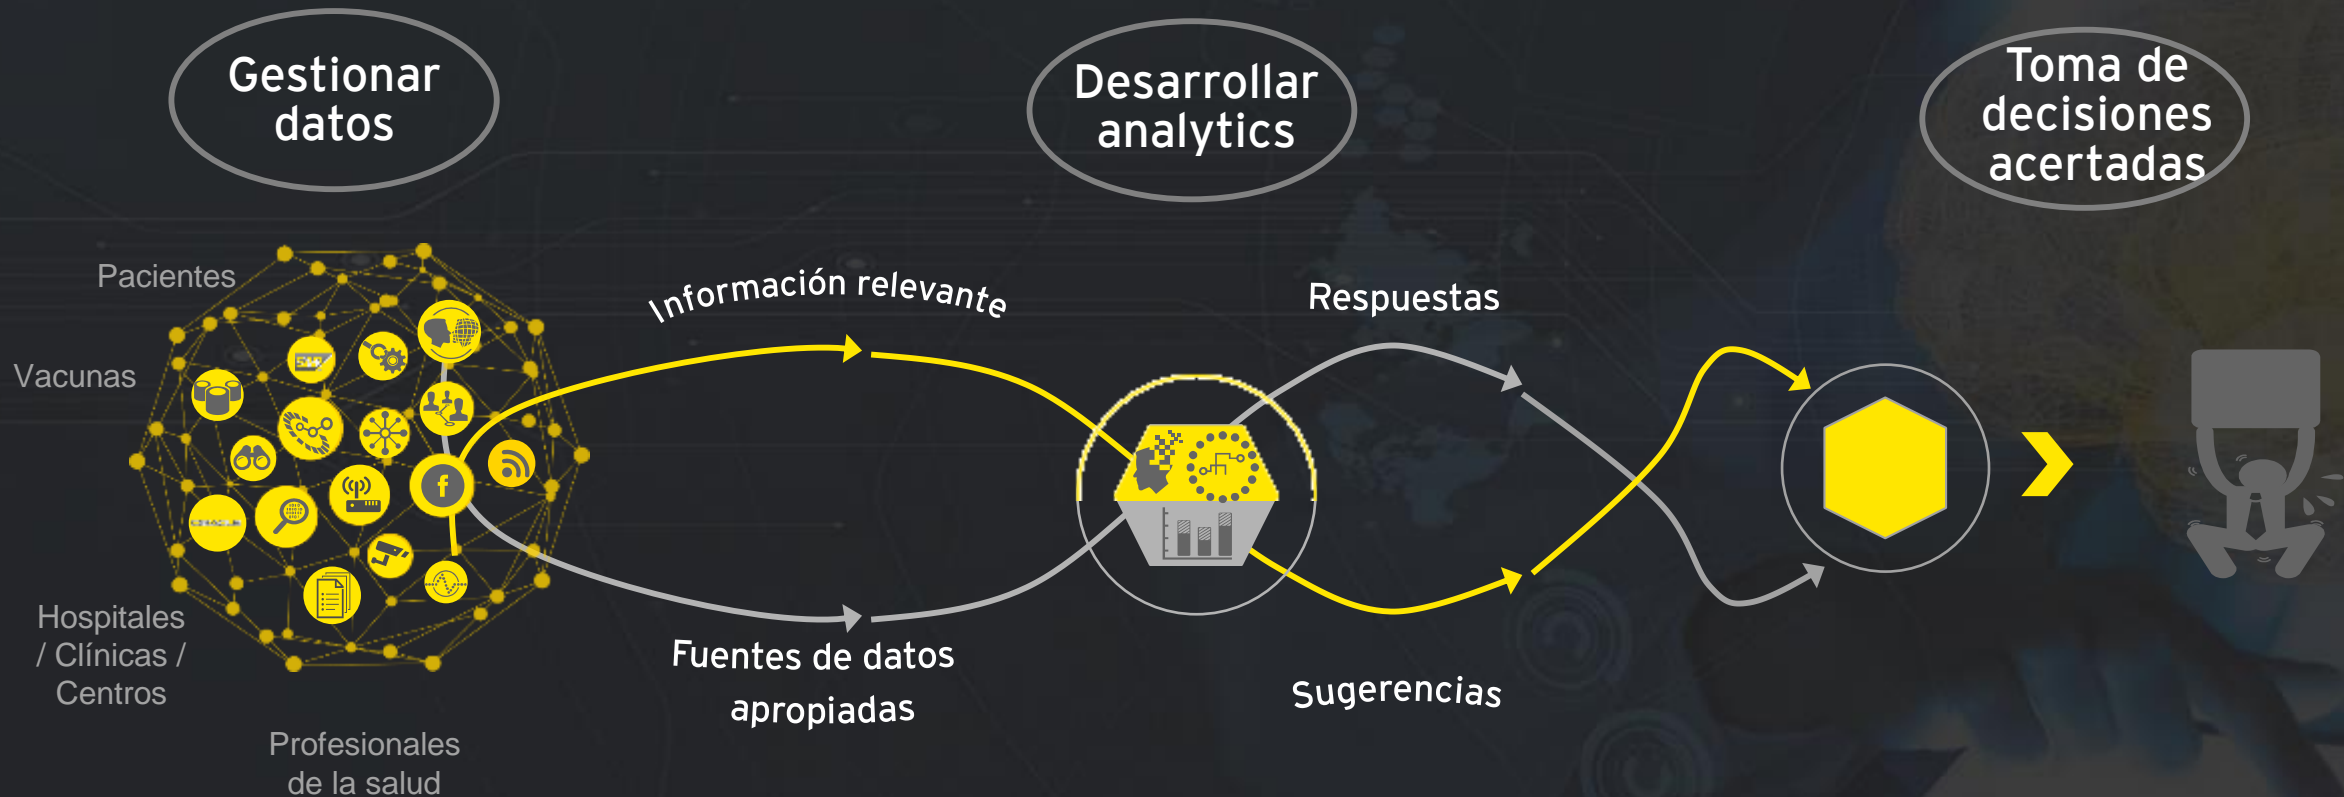 Gestionar
datos
Desarrollar
analytics
Toma de
decisiones
acertadas
Pacientes
Vacunas
Hospitales
/ Clínicas /
Centros
Profesionales
de la salud
SAP
f
Información relevante
Fuentes de datos
apropiadas
Respuestas
Sugerencias